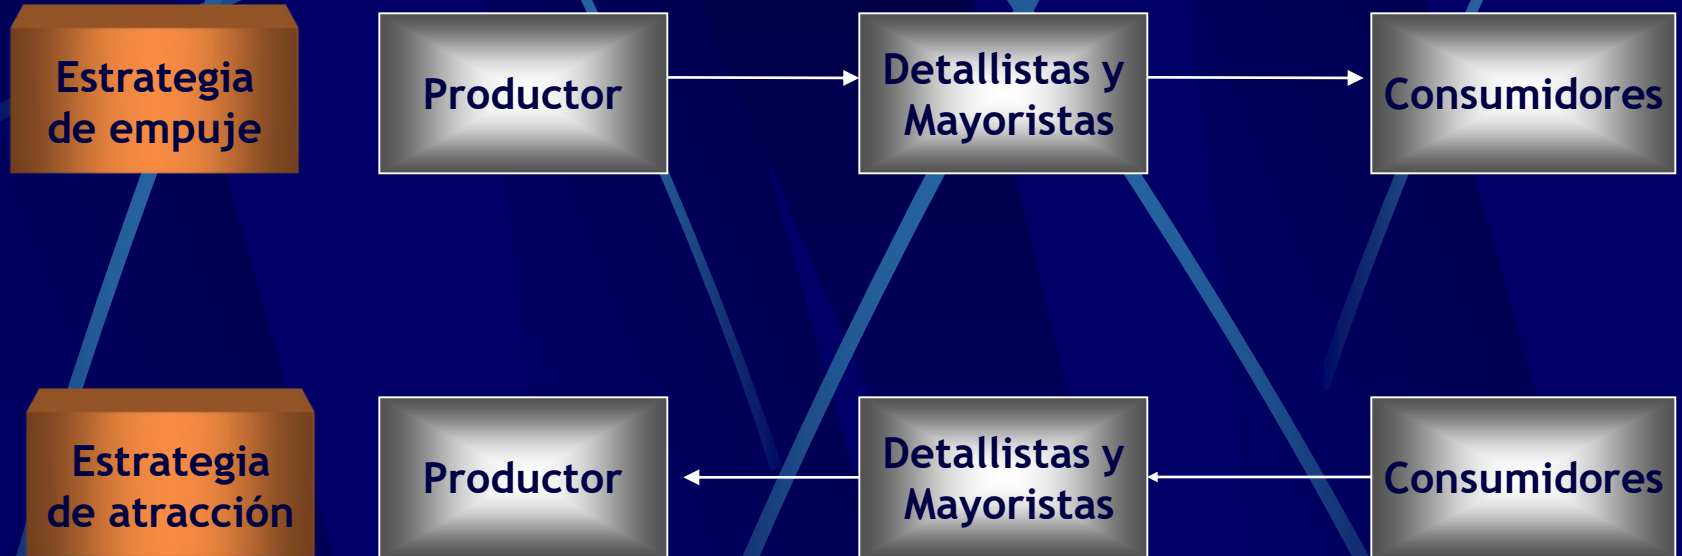 Estrategia
de empuje
Productor
Detallistas y
Mayoristas
Consumidores
Estrategia
de atracción
Productor
Detallistas y
Mayoristas
Consumidores